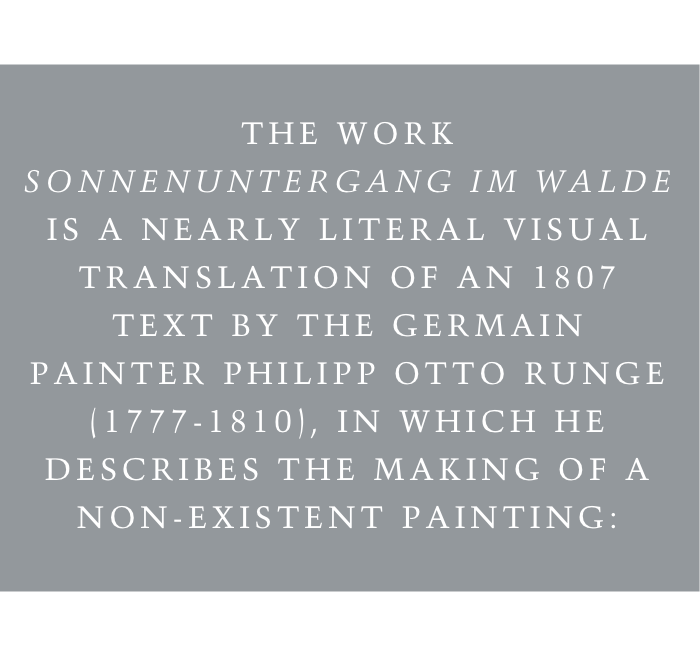 THE WORK
SONNENUNTERGANG IM WALDE
IS A NEARLY LITERAL VISUAL
TRANSLATION OF AN 1807
TEXT BY THE GERMAIN
PAINTER PHILIPP OTTO RUNGE
(1777-1810), IN WHICH HE
DESCRIBES THE MAKING OF A
NON-EXISTENT PAINTING: